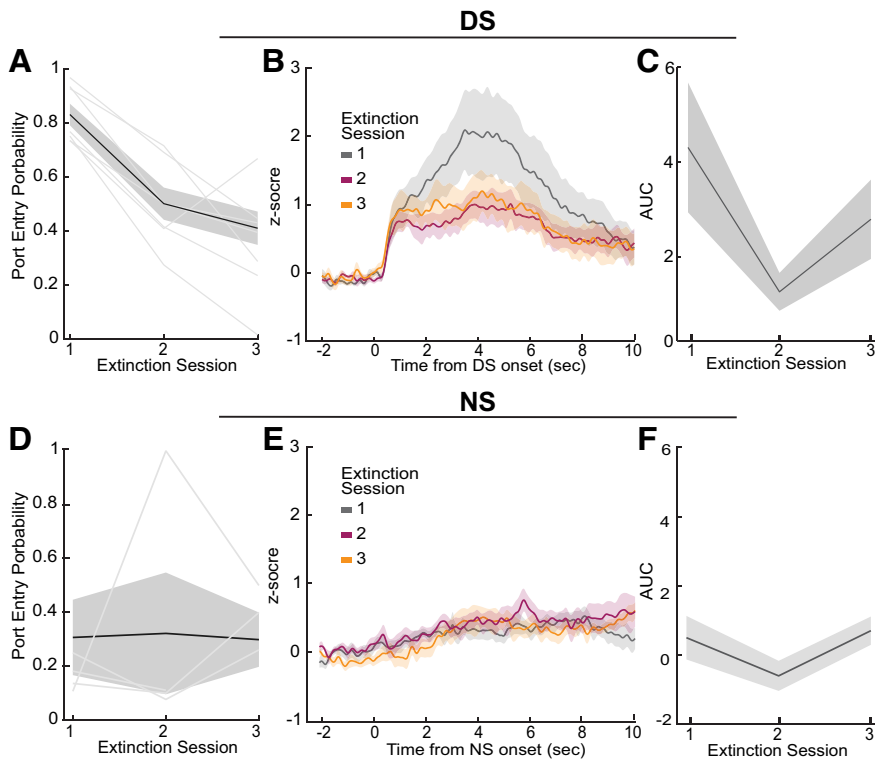 DS
A
1
0.8
0.6
0.4
0.2
0
Port Entry Porbability
1 2 3
Extinction Session
B
3
2
1
0
-1
z-socre
Extinction
Session
1
2
3
-2 0 2 4 6 8 10
Time from DS onset (sec)
C
6
4
2
0
AUC
1 2 3
Extinction Session
NS
D
1
0.8
0.6
0.4
0.2
0
Port Entry Porbability
1 2 3
Extinction Session
E
3
2
1
0
-1
z-socre
Extinction
Session
1
2
3
-2 0 2 4 6 8 10
Time from NS onset (sec)
F
6
4
2
0
-2
AUC
1 2 3
Extinction Session